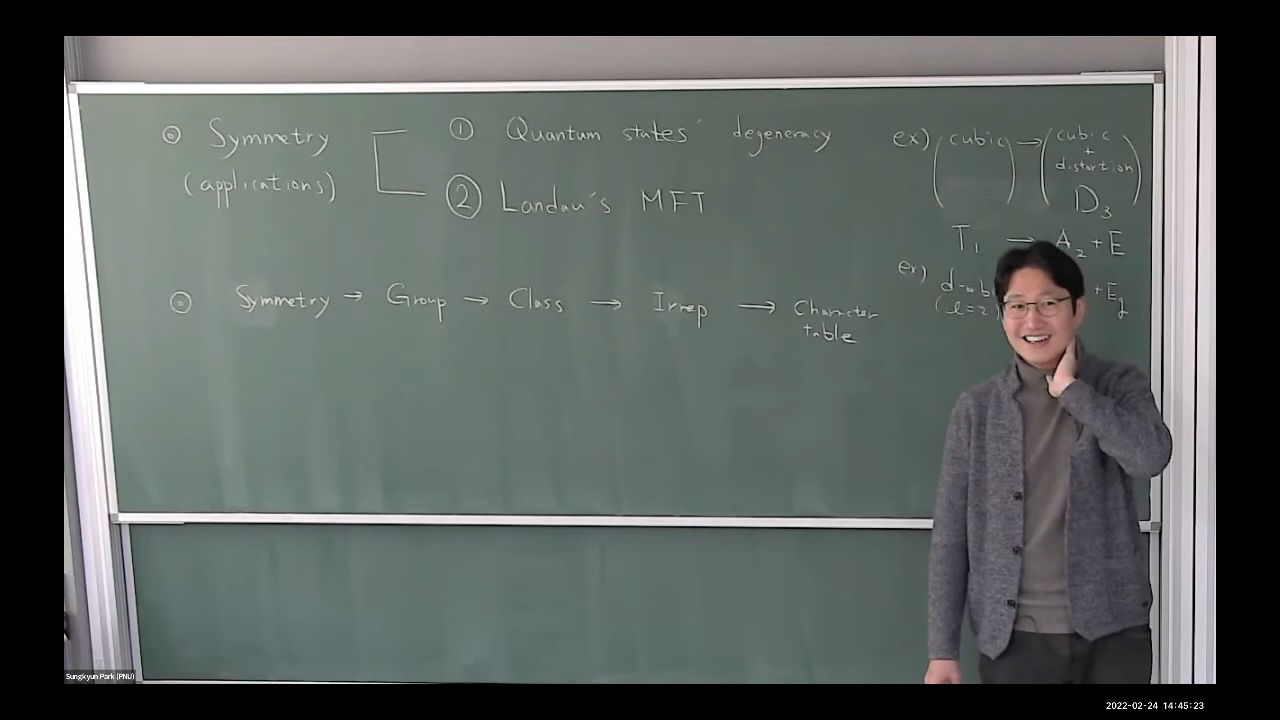 ◎ Symmetry ① Quantum states' degeneracy
(applications) ② Landau's MFT
◎ Symmetry → Group → Class → Irrep → Character
table
ex) (cubic) → (cubic
+
distortion)
D₃
T₁ → A₂ + E
ex)
(l=2) + E_g
Sungkyun Park (PNU)
2022-02-24 14:45:23